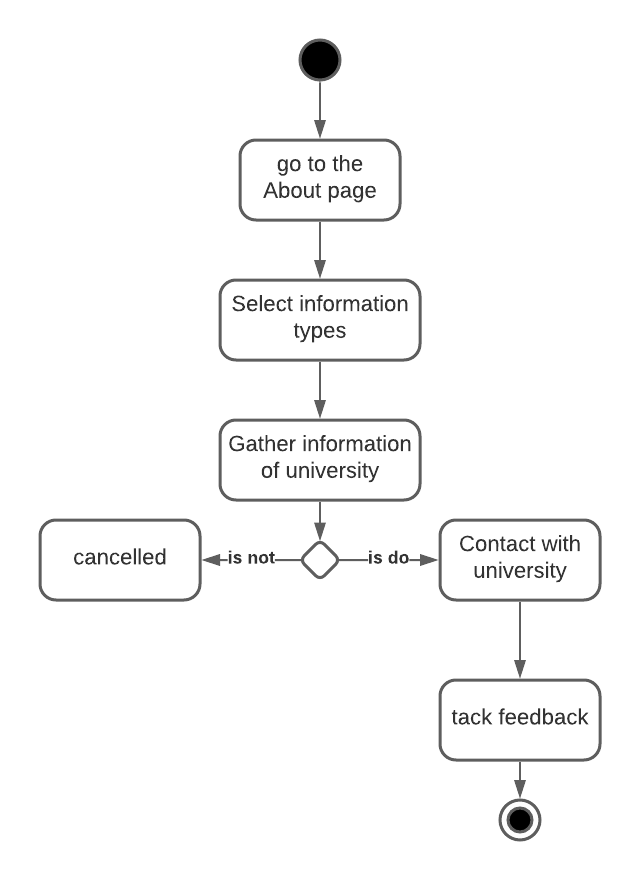 go to the
About page
Select information
types
Gather information
of university
cancelled
is not
is do
Contact with
university
tack feedback